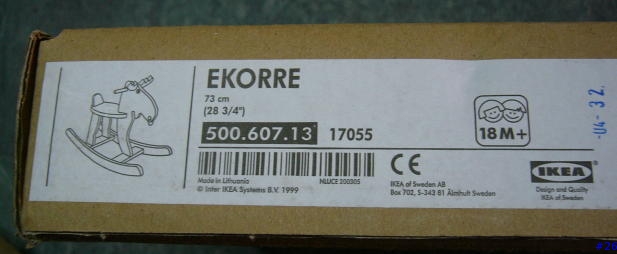 EKORRE
73 cm
(28 3/4")
500.607.13 17055
18M+
Made in Lithuania NLUCE 200305
© Inter IKEA Systems B.V. 1999
CE
IKEA of Sweden AB
Box 702, S-343 81 Älmhult Sweden
IKEA
Design and Quality
IKEA of Sweden